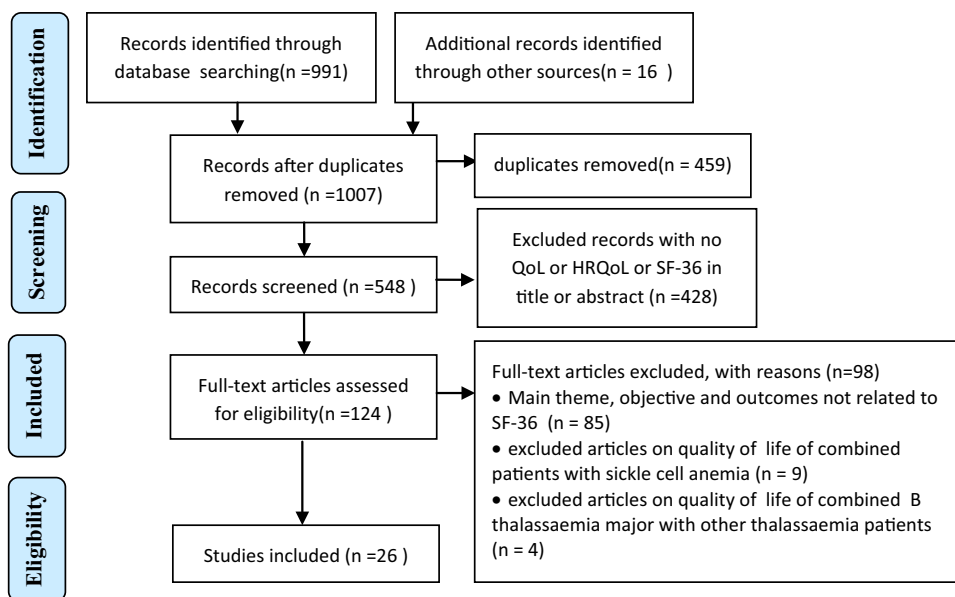 Identification
Records identified through
database searching(n =991)
Additional records identified
through other sources(n = 16 )
Records after duplicates
removed (n =1007)
duplicates removed(n = 459)
Screening
Records screened (n =548 )
Excluded records with no
QoL or HRQoL or SF-36 in
title or abstract (n =428)
Included
Full-text articles assessed
for eligibility(n =124 )
Full-text articles excluded, with reasons (n=98)
• Main theme, objective and outcomes not related to
SF-36 (n = 85)
• excluded articles on quality of life of combined
patients with sickle cell anemia (n = 9)
• excluded articles on quality of life of combined B
thalassaemia major with other thalassaemia patients
(n = 4)
Eligibility
Studies included (n =26 )